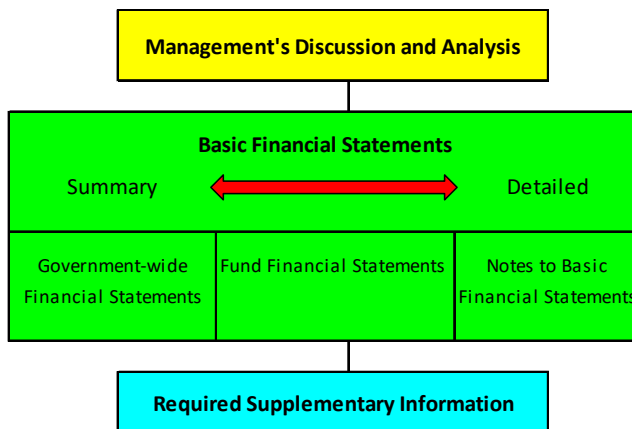 Management's Discussion and Analysis
Basic Financial Statements
Summary
Detailed
Government-wide
Financial Statements
Fund Financial Statements
Notes to Basic
Financial Statements
Required Supplementary Information